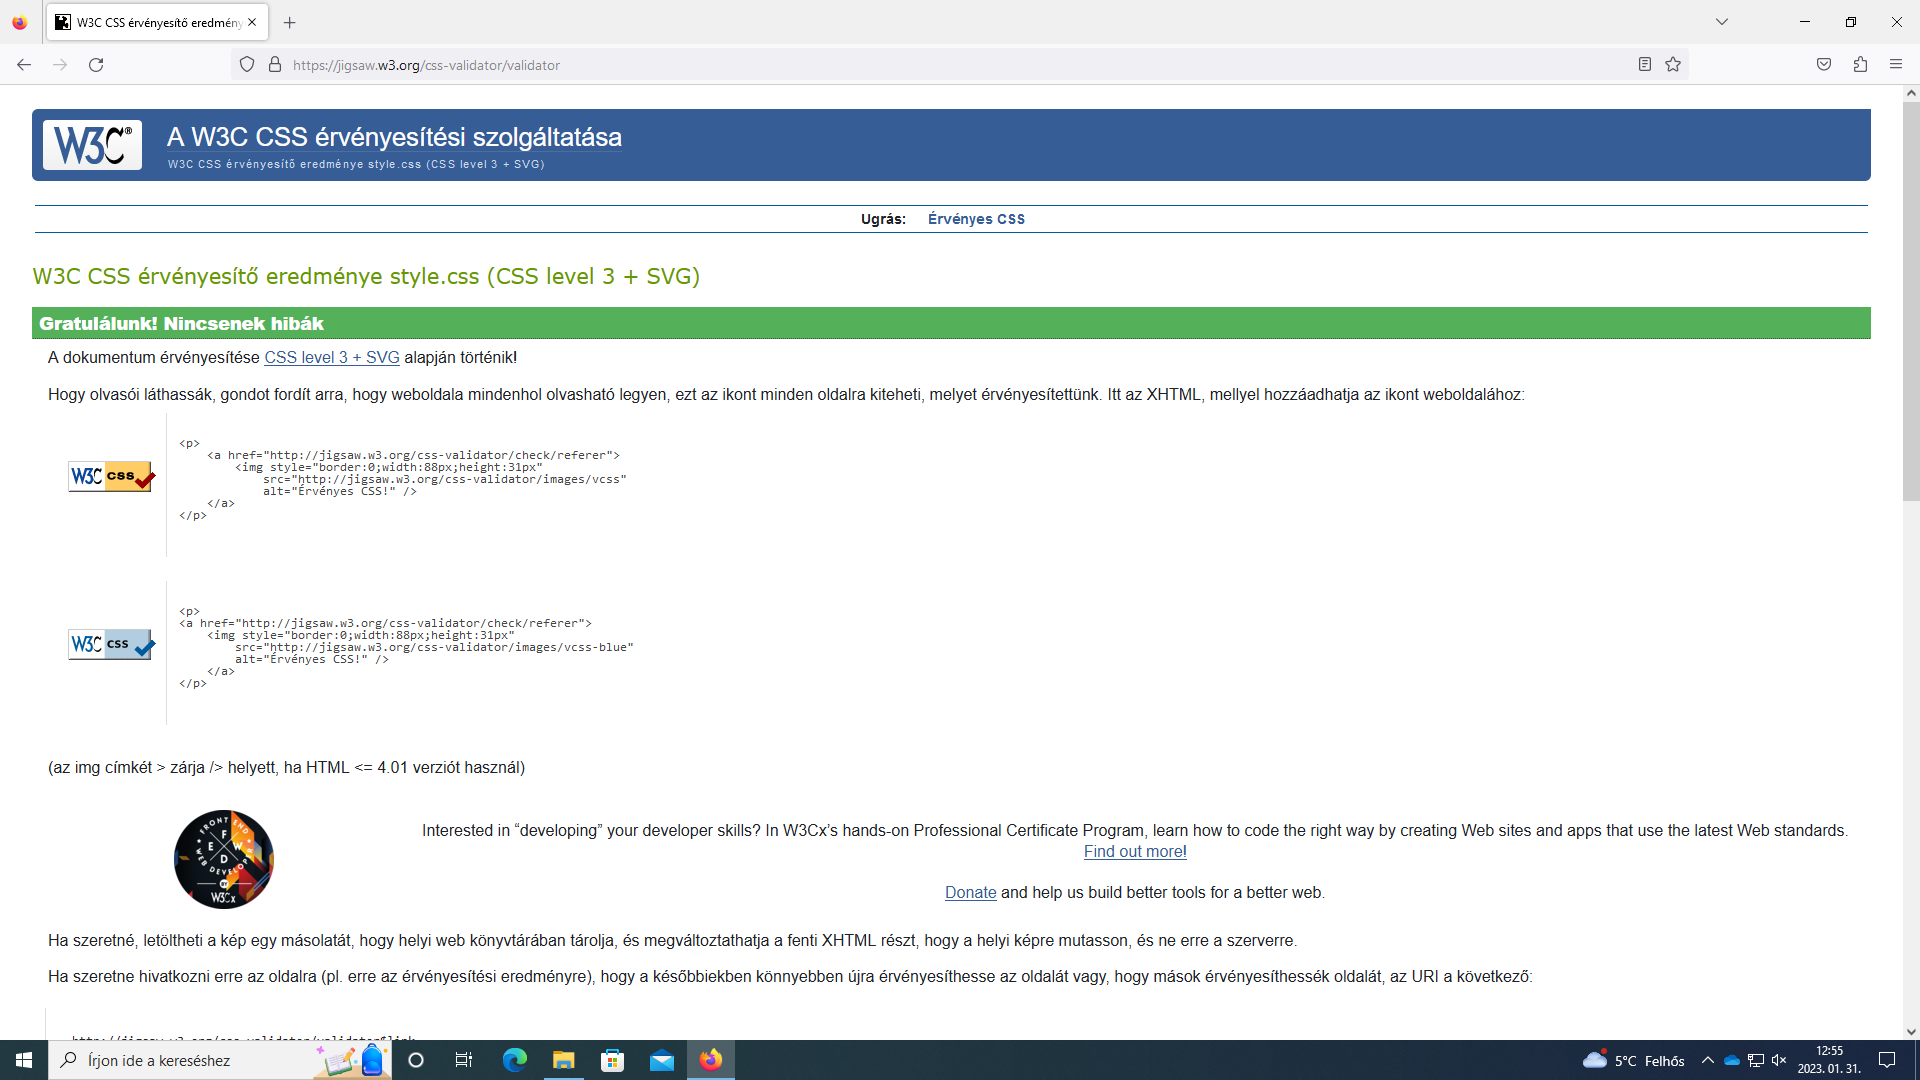 W3C CSS érvényesítő eredmény
https://jigsaw.w3.org/css-validator/validator
W3C®
A W3C CSS érvényesítési szolgáltatása
W3C CSS érvényesítő eredménye style.css (CSS level 3 + SVG)
Ugrás: Érvényes CSS
W3C CSS érvényesítő eredménye style.css (CSS level 3 + SVG)
Gratulálunk! Nincsenek hibák
A dokumentum érvényesítése CSS level 3 + SVG alapján történik!
Hogy olvasói láthassák, gondot fordít arra, hogy weboldala mindenhol olvasható legyen, ezt az ikont minden oldalra kiteheti, melyet érvényesítettünk. Itt az XHTML, mellyel hozzáadhatja az ikont weboldalához:
W3C css
<p>
<a href="http://jigsaw.w3.org/css-validator/check/referer">
<img style="border:0;width:88px;height:31px"
src="http://jigsaw.w3.org/css-validator/images/vcss"
alt="Érvényes CSS!" />
</a>
</p>
W3C css
<p>
<a href="http://jigsaw.w3.org/css-validator/check/referer">
<img style="border:0;width:88px;height:31px"
src="http://jigsaw.w3.org/css-validator/images/vcss-blue"
alt="Érvényes CSS!" />
</a>
</p>
(az img címkét > zárja /> helyett, ha HTML <= 4.01 verziót használ)
FRONT END
F
E W
D
WEB DEVELOP
BY
W3Cx
Interested in “developing” your developer skills? In W3Cx’s hands-on Professional Certificate Program, learn how to code the right way by creating Web sites and apps that use the latest Web standards.
Find out more!
Donate and help us build better tools for a better web.
Ha szeretné, letöltheti a kép egy másolatát, hogy helyi web könyvtárában tárolja, és megváltoztathatja a fenti XHTML részt, hogy a helyi képre mutasson, és ne erre a szerverre.
Ha szeretne hivatkozni erre az oldalra (pl. erre az érvényesítési eredményre), hogy a későbbiekben könnyebben újra érvényesíthesse az oldalát vagy, hogy mások érvényesíthessék oldalát, az URI a következő:
http://jigsaw.w3.org/css-validator/validator$link
Írjon ide a kereséshez
5°C Felhős
12:55
2023. 01. 31.